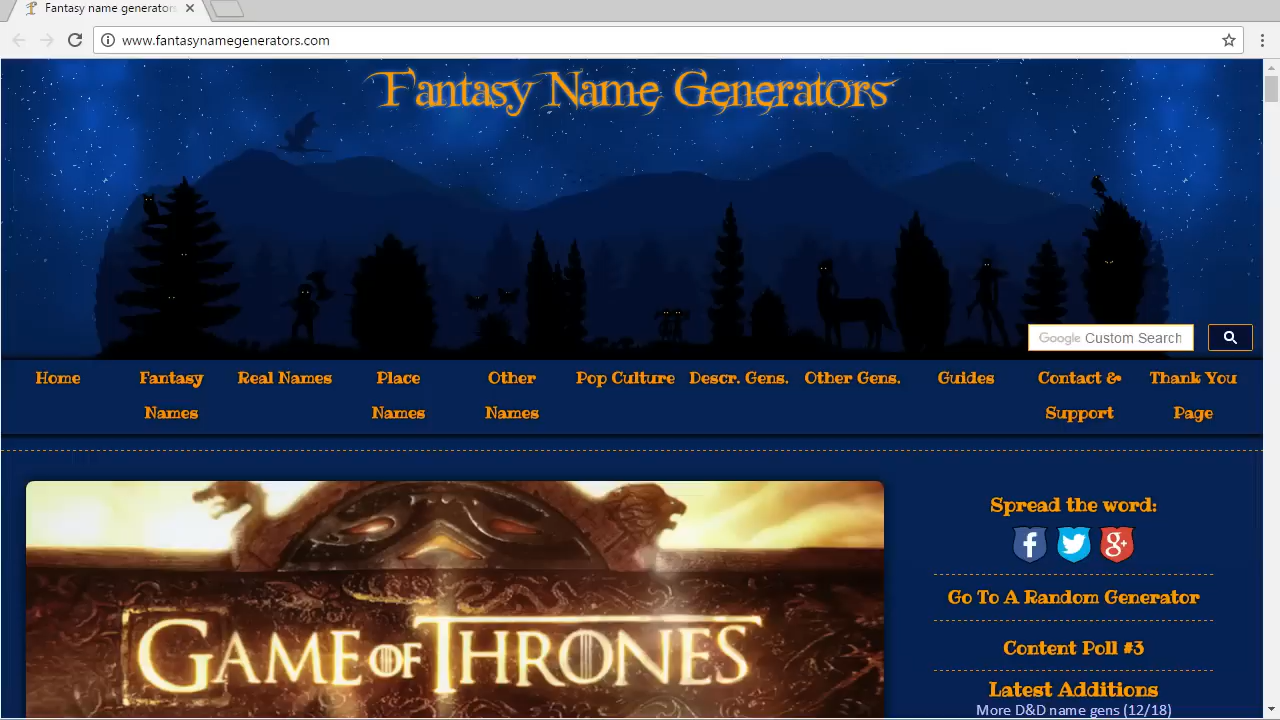 Fantasy name generators
www.fantasynamegenerators.com
Fantasy Name Generators
Google Custom Search
Home
Fantasy
Names
Real Names
Place
Names
Other
Names
Pop Culture
Descr. Gens.
Other Gens.
Guides
Contact &
Support
Thank You
Page
GAME OF THRONES
Spread the word:
Go To A Random Generator
Content Poll #3
Latest Additions
More D&D name gens (12/18)